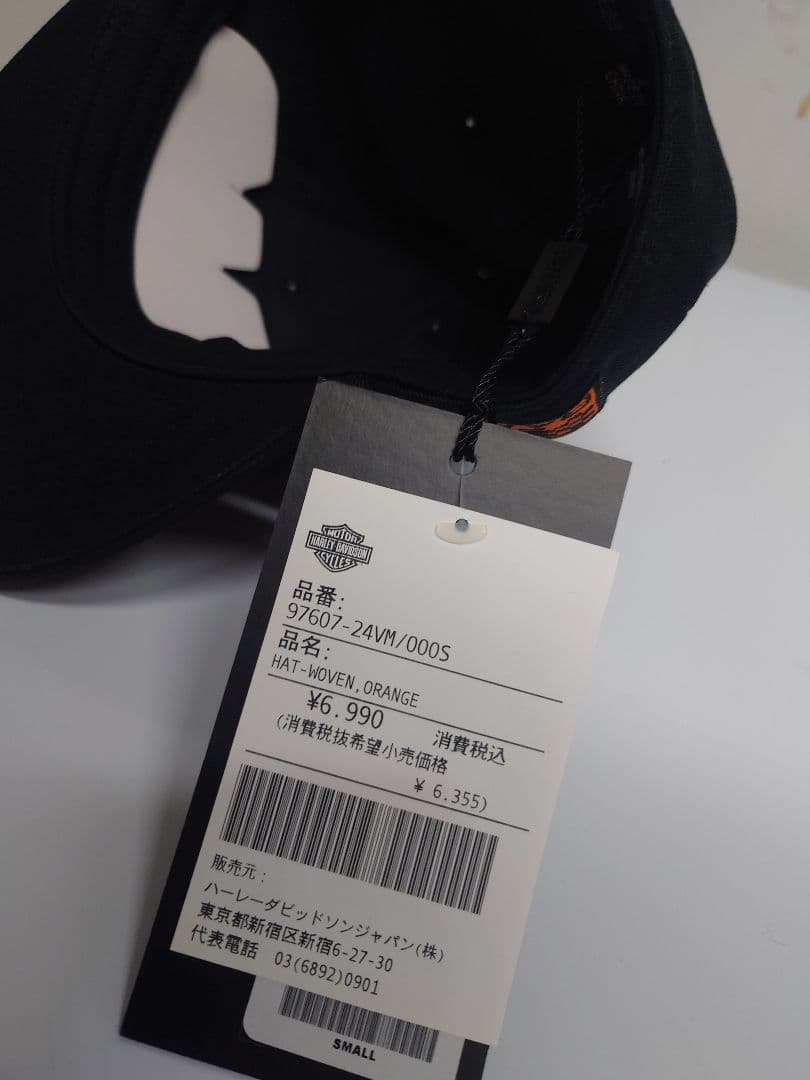 MOTOR
HARLEY-DAVIDSON
CYCLES
品番:
97607-24VM/000S
品名:
HAT-WOVEN,ORANGE
¥6.990 消費税込
(消費税抜希望小売価格
¥ 6.355)
販売元:
ハーレーダビッドソンジャパン(株)
東京都新宿区新宿6-27-30
代表電話 03(6892)0901
SMALL